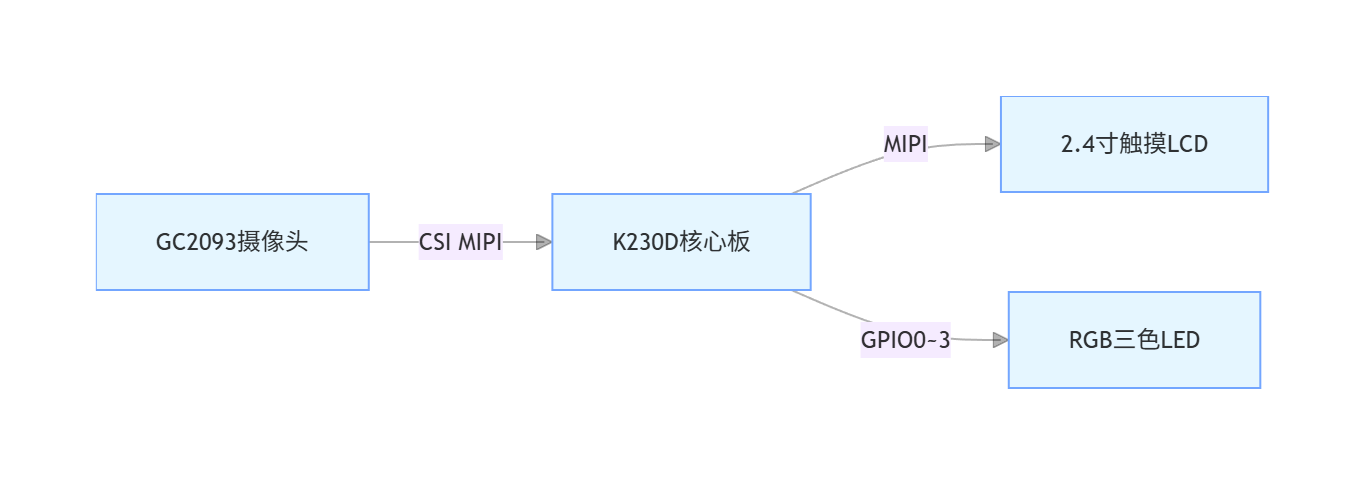 GC2093摄像头
CSI MIPI
K230D核心板
MIPI
2.4寸触摸LCD
GPIO0~3
RGB三色LED